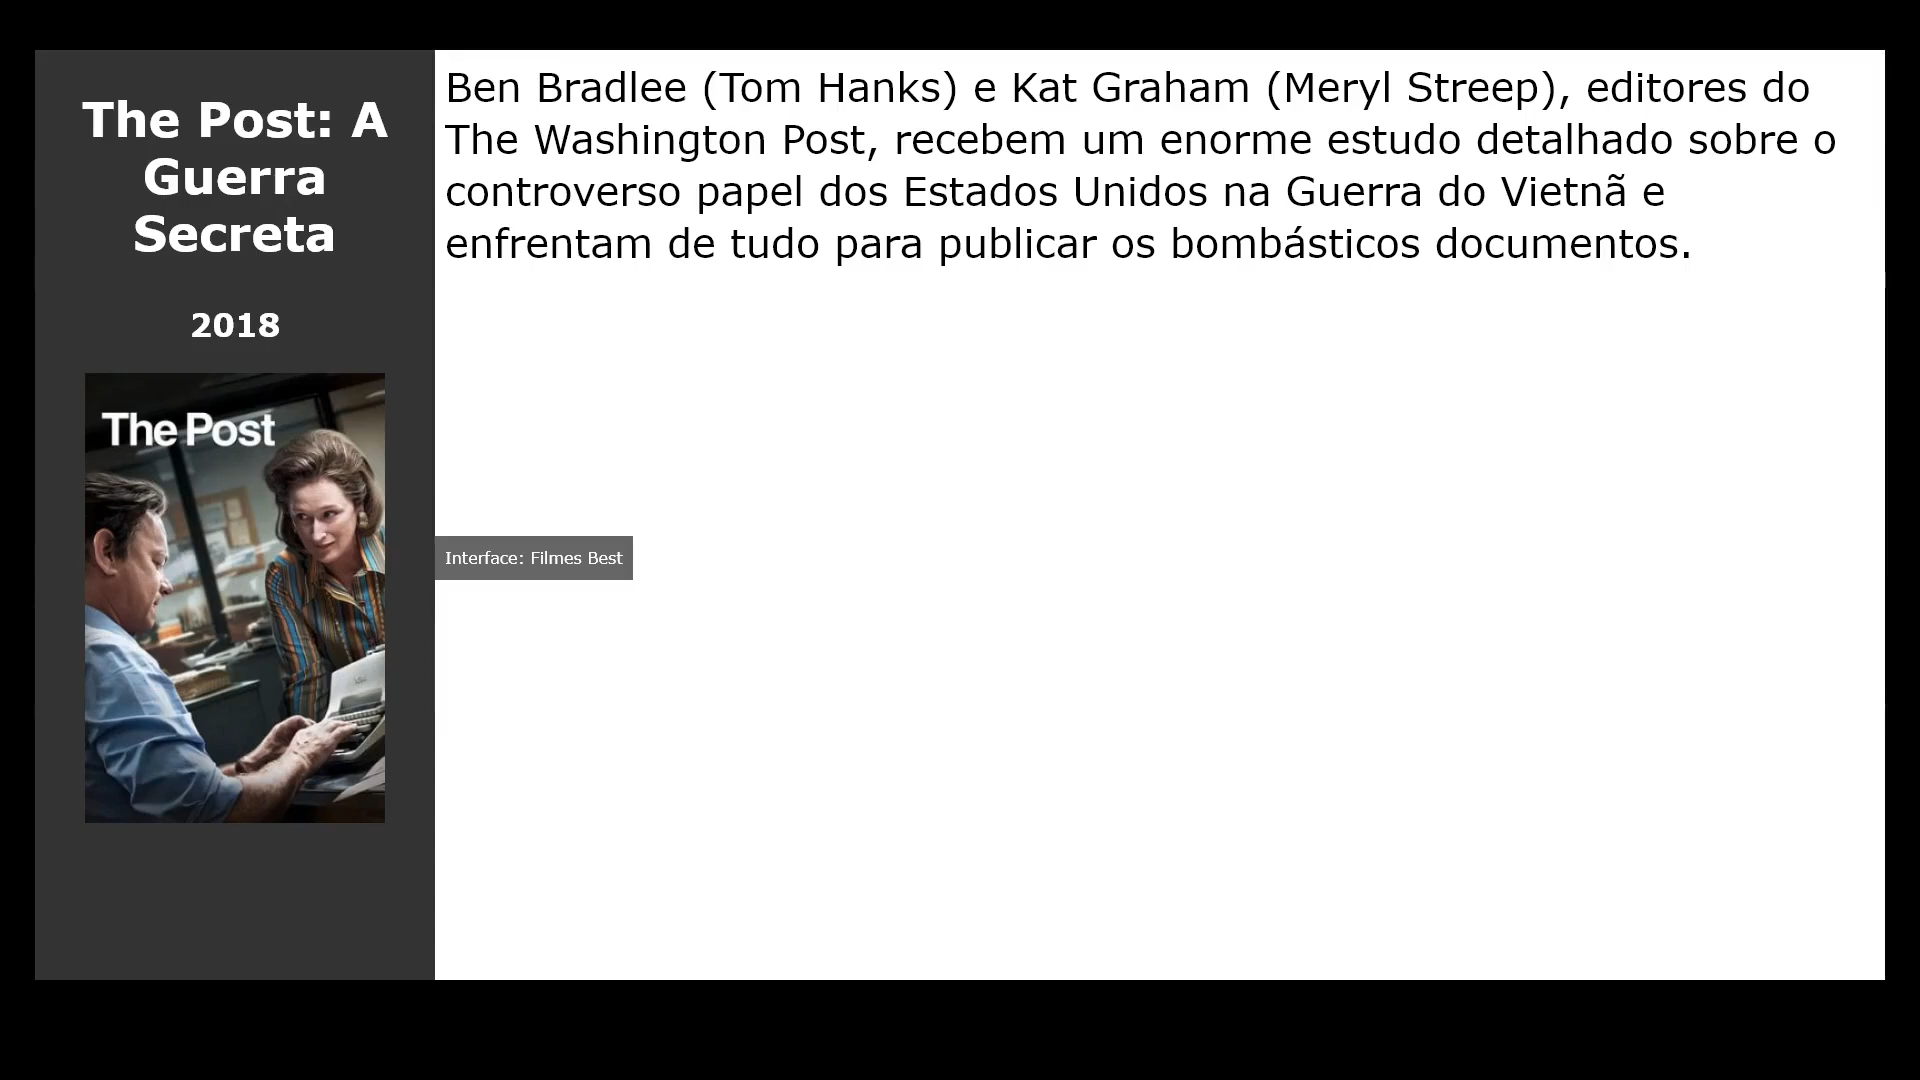 The Post: A
Guerra
Secreta
2018
The Post
Ben Bradlee (Tom Hanks) e Kat Graham (Meryl Streep), editores do
The Washington Post, recebem um enorme estudo detalhado sobre o
controverso papel dos Estados Unidos na Guerra do Vietnã e
enfrentam de tudo para publicar os bombásticos documentos.
Interface: Filmes Best